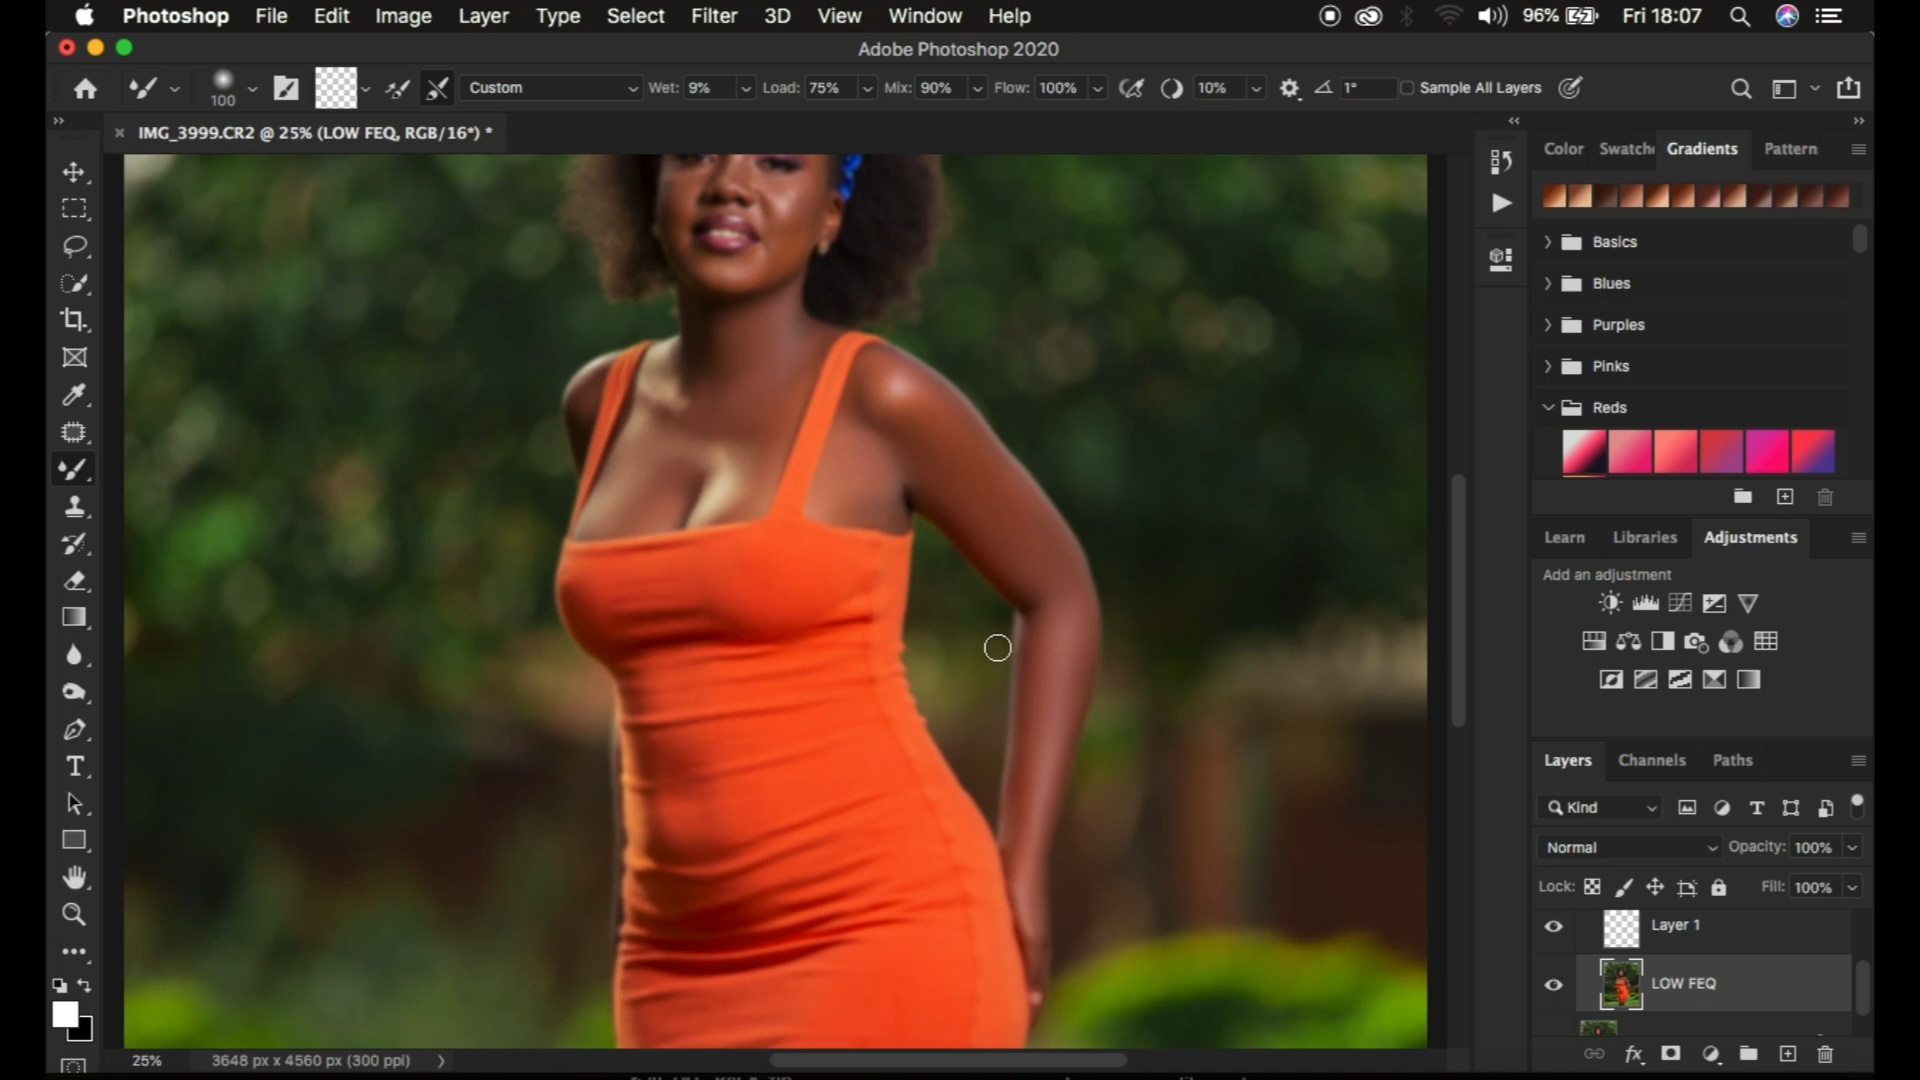 Photoshop File Edit Image Layer Type Select Filter 3D View Window Help 96% Fri 18:07
Adobe Photoshop 2020
100 Custom Wet: 9% Load: 75% Mix: 90% Flow: 100% 10% 1° Sample All Layers
IMG_3999.CR2 @ 25% (LOW FEQ, RGB/16*) *
Color Swatche Gradients Pattern
Basics
Blues
Purples
Pinks
Reds
Learn Libraries Adjustments
Add an adjustment
Layers Channels Paths
Kind
Normal Opacity: 100%
Lock: Fill: 100%
Layer 1
LOW FEQ
25% 3648 px x 4560 px (300 ppi)